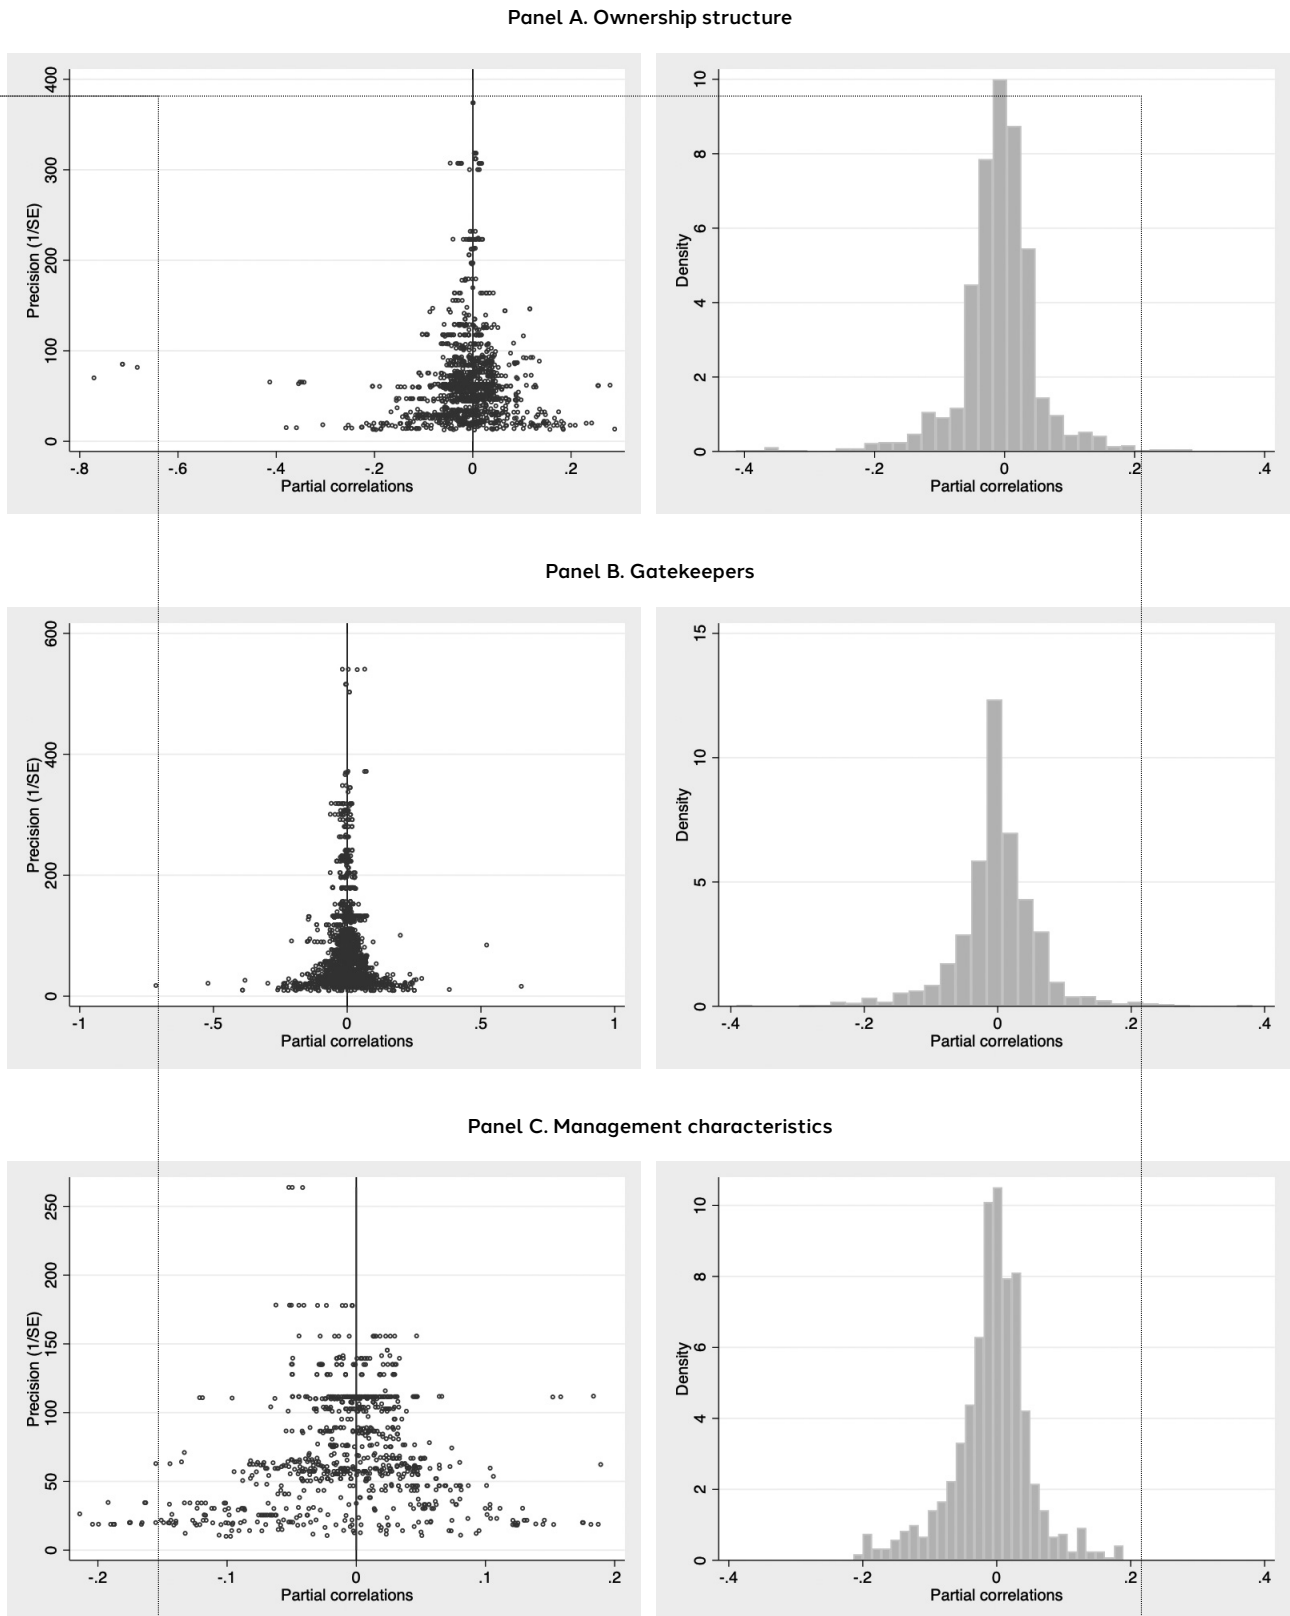 Panel A. Ownership structure
400
300
200
100
0
Precision (1/SE)
-.8 -.6 -.4 -.2 0 .2
Partial correlations
10
8
6
4
2
0
Density
-.2 0 .2 .4
Partial correlations
Panel B. Gatekeepers
600
400
200
0
Precision (1/SE)
-1 -.5 0 .5 1
Partial correlations
15
10
5
0
Density
-.4 -.2 0 .2 .4
Partial correlations
Panel C. Management characteristics
250
200
150
100
50
0
Precision (1/SE)
-.2 -.1 0 .1 .2
Partial correlations
10
8
6
4
2
0
Density
-.4 -.2 0 .2 .4
Partial correlations